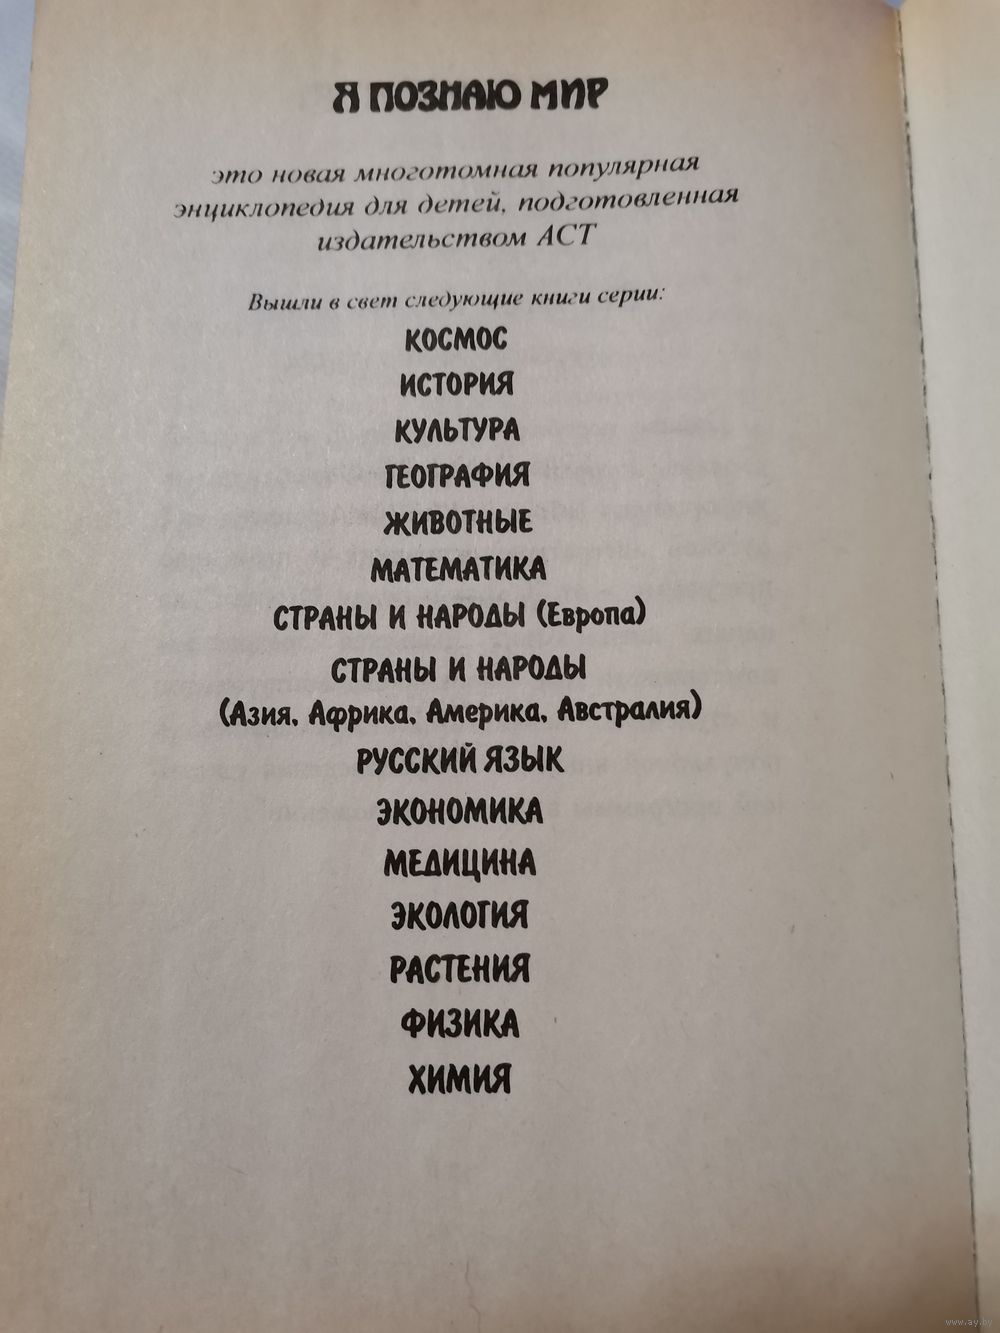 Я ПОЗНАЮ МИР
это новая многотомная популярная
энциклопедия для детей, подготовленная
издательством АСТ
Вышли в свет следующие книги серии:
КОСМОС
ИСТОРИЯ
КУЛЬТУРА
ГЕОГРАФИЯ
ЖИВОТНЫЕ
МАТЕМАТИКА
СТРАНЫ И НАРОДЫ (Европа)
СТРАНЫ И НАРОДЫ
(Азия, Африка, Америка, Австралия)
РУССКИЙ ЯЗЫК
ЭКОНОМИКА
МЕДИЦИНА
ЭКОЛОГИЯ
РАСТЕНИЯ
ФИЗИКА
ХИМИЯ
www.ay.by